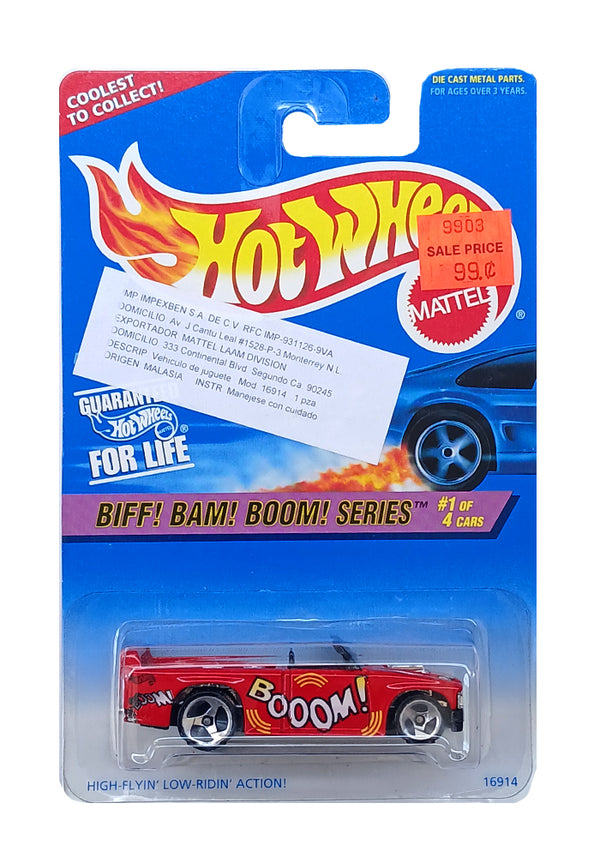 COOLEST
TO COLLECT!
DIE CAST METAL PARTS.
FOR AGES OVER 3 YEARS.
HOT WHEE
9903
SALE PRICE
99.¢
MATTEL
®
IMP IMPEXBEN S.A. DE C.V RFC IMP-931126-9VA
DOMICILIO Av J Cantu Leal #1528-P-3 Monterrey N L
EXPORTADOR MATTEL LAAM DIVISION
DOMICILIO 333 Continental Blvd Segundo Ca 90245
DESCRIP Vehiculo de juguete Mod 16914 1 pza
ORIGEN MALASIA INSTR Manejese con cuidado
GUARANTEED
Hot Wheels
MATTEL
®
FOR LIFE
BIFF! BAM! BOOM! SERIES™ #1 OF
4 CARS
BOOOM!
HIGH-FLYIN' LOW-RIDIN' ACTION!
16914